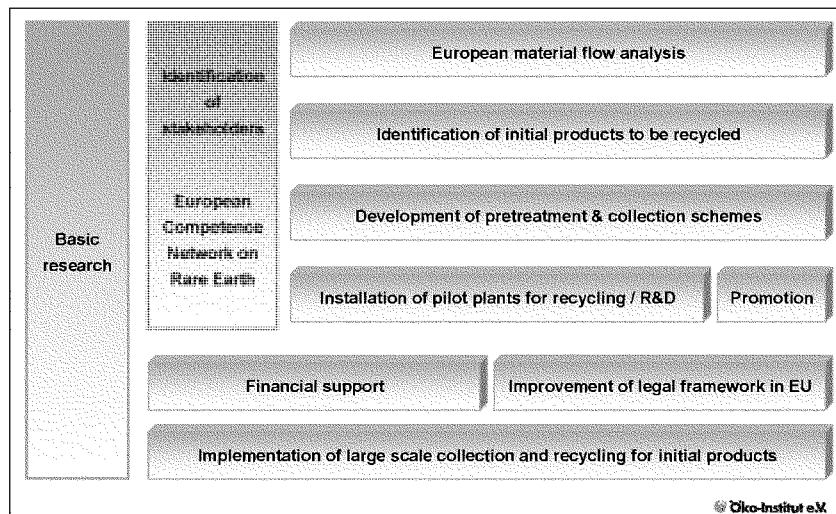 Basic
research
Identification
of
stakeholders
European
Competence
Network on
Rare Earth
European material flow analysis
Identification of initial products to be recycled
Development of pretreatment & collection schemes
Installation of pilot plants for recycling / R&D
Promotion
Financial support
Improvement of legal framework in EU
Implementation of large scale collection and recycling for initial products
Öko-Institut e.V.